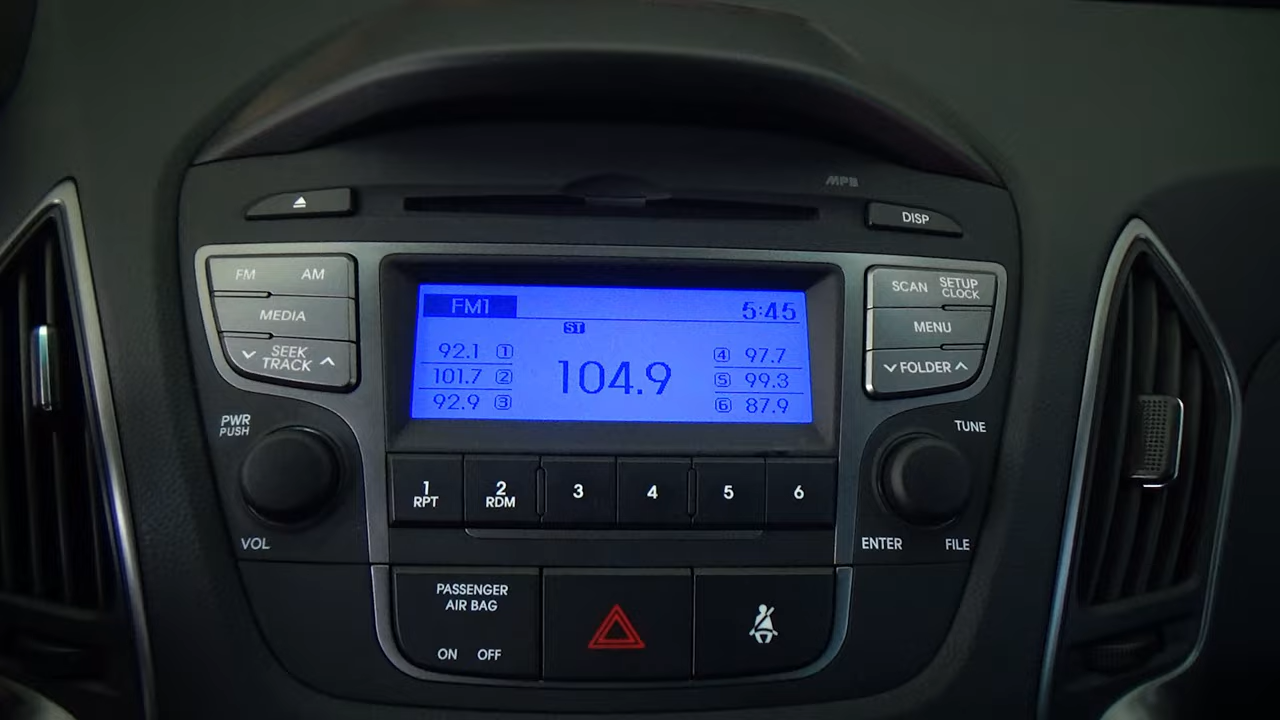 MP3
DISP
FM AM
SCAN SETUP CLOCK
MEDIA
MENU
SEEK TRACK
FOLDER
FM1 5:45
ST
92.1 1
101.7 2
92.9 3
104.9
4 97.7
5 99.3
6 87.9
PWR PUSH
TUNE
1 RPT
2 RDM
3
4
5
6
VOL
ENTER FILE
PASSENGER
AIR BAG
ON OFF